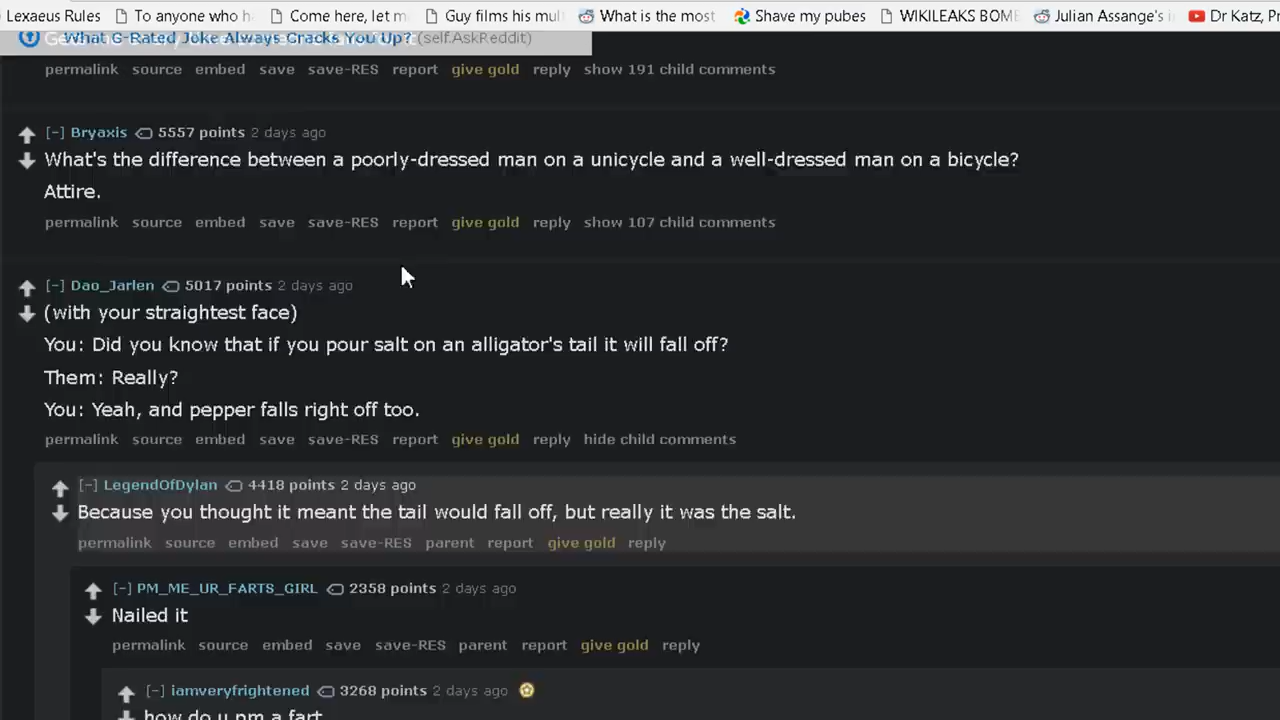 Lexaeus Rules To anyone who h Come here, let m Guy films his mul What is the most Shave my pubes WIKILEAKS BOMB Julian Assange's i Dr Katz, P
What G-Rated Joke Always Cracks You Up? (self.AskReddit)
permalink source embed save save-RES report give gold reply show 191 child comments
[-] Bryaxis 5557 points 2 days ago
What's the difference between a poorly-dressed man on a unicycle and a well-dressed man on a bicycle?
Attire.
permalink source embed save save-RES report give gold reply show 107 child comments
[-] Dao_Jarlen 5017 points 2 days ago
(with your straightest face)
You: Did you know that if you pour salt on an alligator's tail it will fall off?
Them: Really?
You: Yeah, and pepper falls right off too.
permalink source embed save save-RES report give gold reply hide child comments
[-] LegendOfDylan 4418 points 2 days ago
Because you thought it meant the tail would fall off, but really it was the salt.
permalink source embed save save-RES parent report give gold reply
[-] PM_ME_UR_FARTS_GIRL 2358 points 2 days ago
Nailed it
permalink source embed save save-RES parent report give gold reply
[-] iamveryfrightened 3268 points 2 days ago
how do u pm a fart